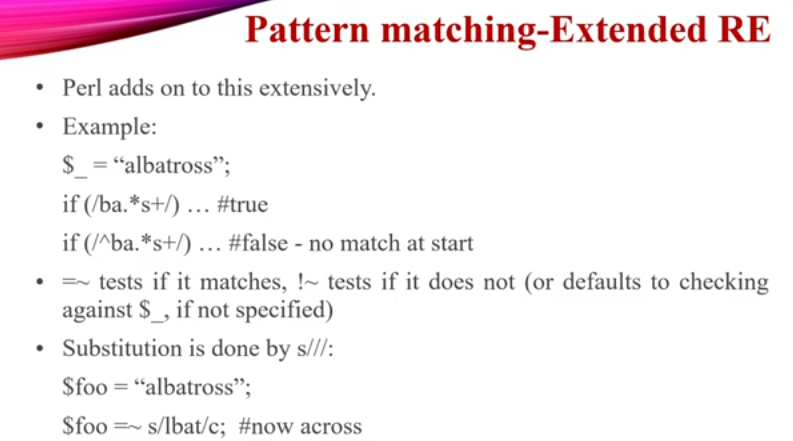 Pattern matching-Extended RE
• Perl adds on to this extensively.
• Example:
$_ = “albatross”;
if (/ba.*s+/) … #true
if (/^ba.*s+/) … #false - no match at start
• =~ tests if it matches, !~ tests if it does not (or defaults to checking
against $_, if not specified)
• Substitution is done by s///:
$foo = “albatross”;
$foo =~ s/lbat/c; #now across